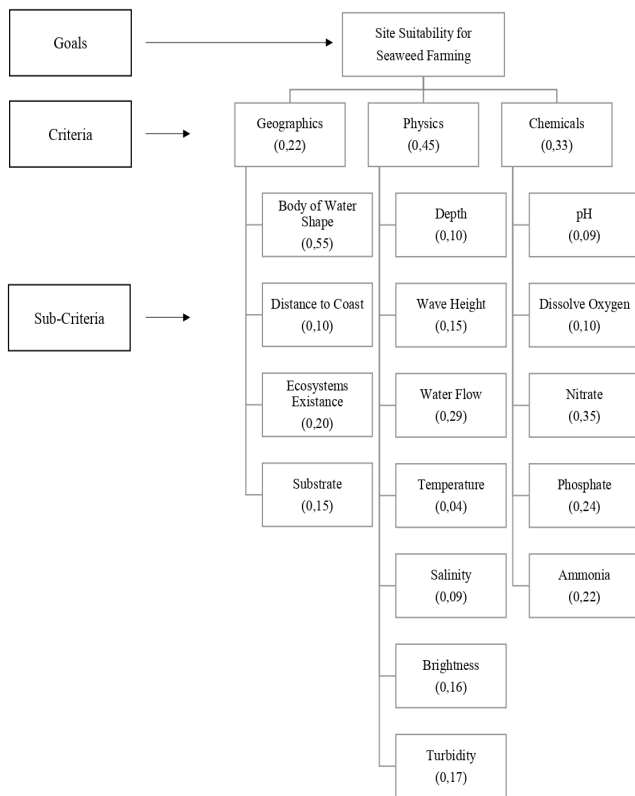 Goals
Site Suitability for
Seaweed Farming
Criteria
Geographics
(0,22)
Physics
(0,45)
Chemicals
(0,33)
Sub-Criteria
Body of Water
Shape
(0,55)
Distance to Coast
(0,10)
Ecosystems
Existance
(0,20)
Substrate
(0,15)
Depth
(0,10)
Wave Height
(0,15)
Water Flow
(0,29)
Temperature
(0,04)
Salinity
(0,09)
Brightness
(0,16)
Turbidity
(0,17)
pH
(0,09)
Dissolve Oxygen
(0,10)
Nitrate
(0,35)
Phosphate
(0,24)
Ammonia
(0,22)